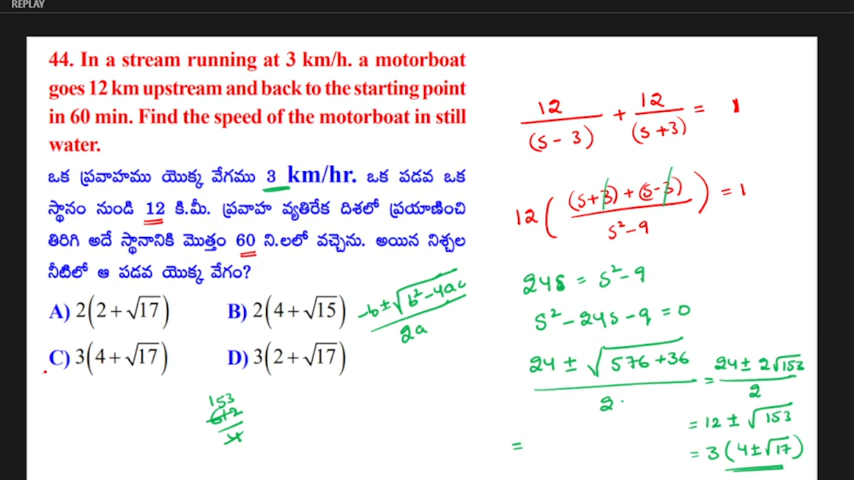 REPLAY
44. In a stream running at 3 km/h. a motorboat
goes 12 km upstream and back to the starting point
in 60 min. Find the speed of the motorboat in still
water.
ఒక ప్రవాహము యొక్క వేగము 3 km/hr. ఒక పడవ ఒక
స్థానం నుండి 12 కి.మీ. ప్రవాహ వ్యతిరేక దిశలో ప్రయాణించి
తిరిగి అదే స్థానానికి మొత్తం 60 ని.లలో వచ్చెను. అయిన నిశ్చల
నీటిలో ఆ పడవ యొక్క వేగం?
A) 2(2+√17) B) 2(4+√15)
C) 3(4+√17) D) 3(2+√17)
-b±√(b²-4ac)/2a
153
612/4
12/(s-3) + 12/(s+3) = 1
12((s+3)+(s-3)/s²-9) = 1
24s = s²-9
s²-24s-9=0
24±√(576+36)/2 = 24±2√153/2
= 12±√153
= 3(4±√17)
=